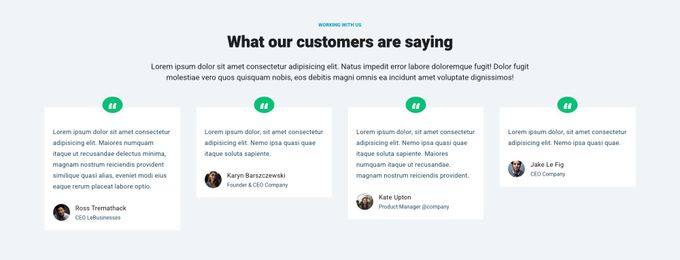 WORKING WITH US
What our customers are saying
Lorem ipsum dolor sit amet consectetur adipisicing elit. Natus impedit error labore doloremque fugit! Dolor fugit
molestiae vero quos quisquam nobis, eos debitis magni omnis ea incidunt amet voluptate dignissimos!
“
Lorem ipsum dolor sit amet consectetur
adipisicing elit. Maiores numquam
itaque ut recusandae delectus minima,
magnam nostrum reiciendis provident
similique quasi alias, eveniet modi eius
eaque rerum placeat labore optio.
Ross Tremathack
CEO LeBusinesses
“
Lorem ipsum dolor, sit amet consectetur
adipisicing elit. Nemo ipsa quasi quae
itaque soluta sapiente.
Karyn Barszczewski
Founder & CEO Company
“
Lorem ipsum dolor, sit amet consectetur
adipisicing elit. Nemo ipsa quasi quae
itaque soluta sapiente. Maiores
numquam itaque ut recusandae.
magnam nostrum reiciendis provident.
Kate Upton
Product Manager @company
“
Lorem ipsum dolor, sit amet consectetur
adipisicing elit. Nemo ipsa quasi quae.
Jake Le Fig
CEO Company